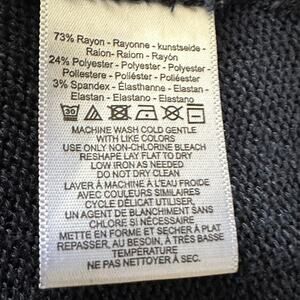 73% Rayon - Rayonne - kunstseide -
Raion - Raiom - Rayón
24% Polyester - Polyester - Polyester
Poliestere - Poliéster - Poliéester
3% Spandex - Élasthanne - Elastan -
Elastan - Elastano - Elastano
30
MACHINE WASH COLD GENTLE
WITH LIKE COLORS
USE ONLY NON-CHLORINE BLEACH
RESHAPE LAY FLAT TO DRY
LOW IRON AS NEEDED
DO NOT DRY CLEAN
LAVER À MACHINE À L'EAU FROIDE
AVEC COULEURS SIMILAIRES
CYCLE DÉLICAT UTILISER,
UN AGENT DE BLANCHIMENT SANS
CHLORE SI NÉCESSAIRE
METTRE EN FORME ET SÉCHER À PLAT
REPASSER, AU BESOIN, À TRÈS BASSE
TEMPÉRATURE
NE PAS NETTOYER À SEC.